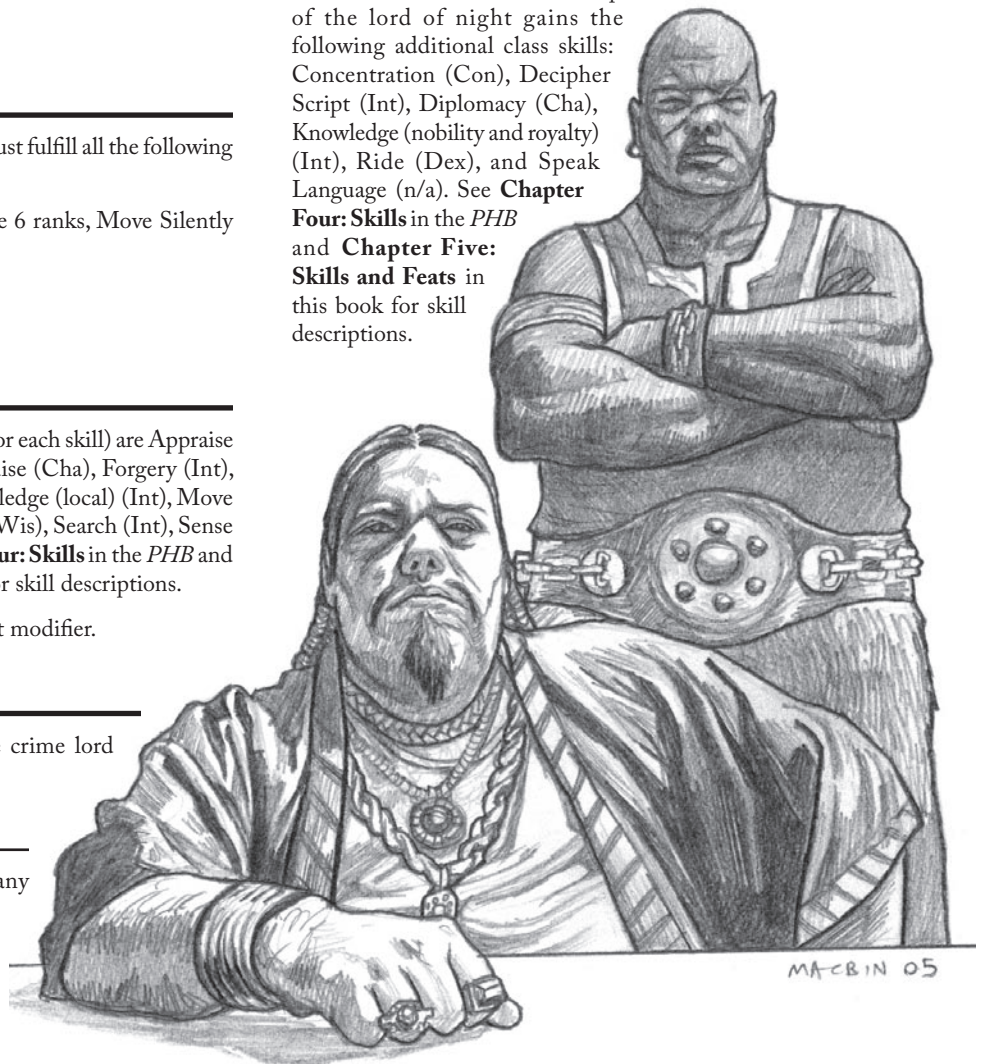 ust fulfill all the following
e 6 ranks, Move Silently
or each skill) are Appraise
ise (Cha), Forgery (Int),
ledge (local) (Int), Move
Wis), Search (Int), Sense
ur: Skills in the PHB and
or skill descriptions.
t modifier.
e crime lord
any
of the lord of night gains the
following additional class skills:
Concentration (Con), Decipher
Script (Int), Diplomacy (Cha),
Knowledge (nobility and royalty)
(Int), Ride (Dex), and Speak
Language (n/a). See Chapter
Four: Skills in the PHB
and Chapter Five:
Skills and Feats in
this book for skill
descriptions.
MACBIN 05